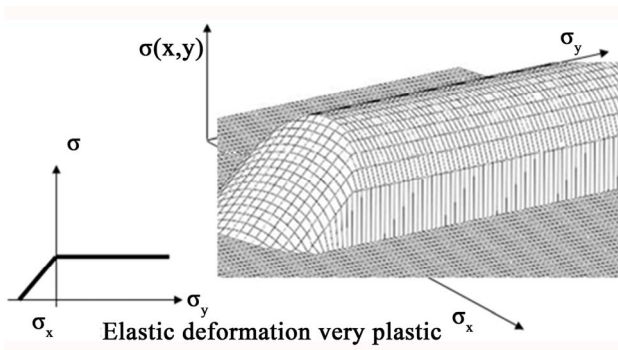 σ(x,y)
σy
σ
σy
σx
σx
Elastic deformation very plastic